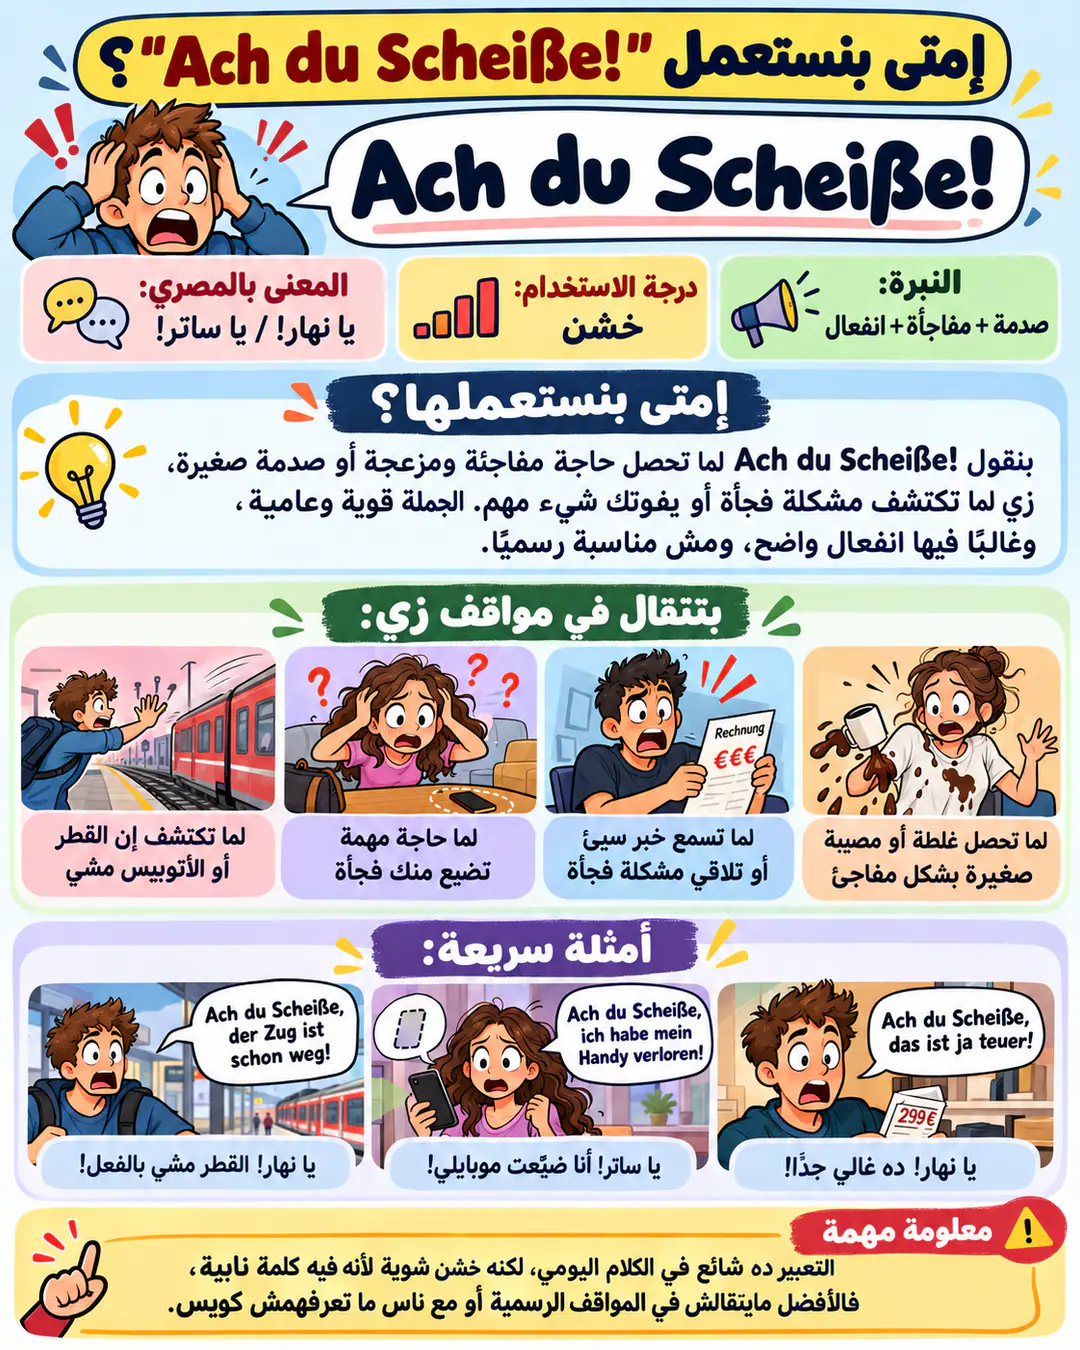 إمتى بنستعمل "Ach du Scheiße!"؟
Ach du Scheiße!
النبرة:
صدمة + مفاجأة + انفعال
درجة الاستخدام:
خشن
المعنى بالمصري:
يا نهار! / يا ساتر!
إمتى بنستعملها؟
بنقول Ach du Scheiße! لما تحصل حاجة مفاجئة ومزعجة أو صدمة صغيرة،
زي لما تكتشف مشكلة فجأة أو يفوتك شيء مهم. الجملة قوية وعامية،
وغالبًا فيها انفعال واضح، ومش مناسبة رسميًا.
بتتقال في مواقف زي:
لما تحصل غلطة أو مصيبة
صغيرة بشكل مفاجئ
Rechnung
€€€
لما تسمع خبر سيئ
أو تلاقي مشكلة فجأة
لما حاجة مهمة
تضيع منك فجأة
لما تكتشف إن القطر
أو الأتوبيس مشي
أمثلة سريعة:
Ach du Scheiße,
der Zug ist
schon weg!
يا نهار! القطر مشي بالفعل!
Ach du Scheiße,
ich habe mein
Handy verloren!
يا ساتر! أنا ضيَّعت موبايلي!
Ach du Scheiße,
das ist ja teuer!
299€
يا نهار! ده غالي جدًا!
معلومة مهمة
التعبير ده شائع في الكلام اليومي، لكنه خشن شوية لأنه فيه كلمة نابية،
فالأفضل مايتقالش في المواقف الرسمية أو مع ناس ما تعرفهمش كويس.